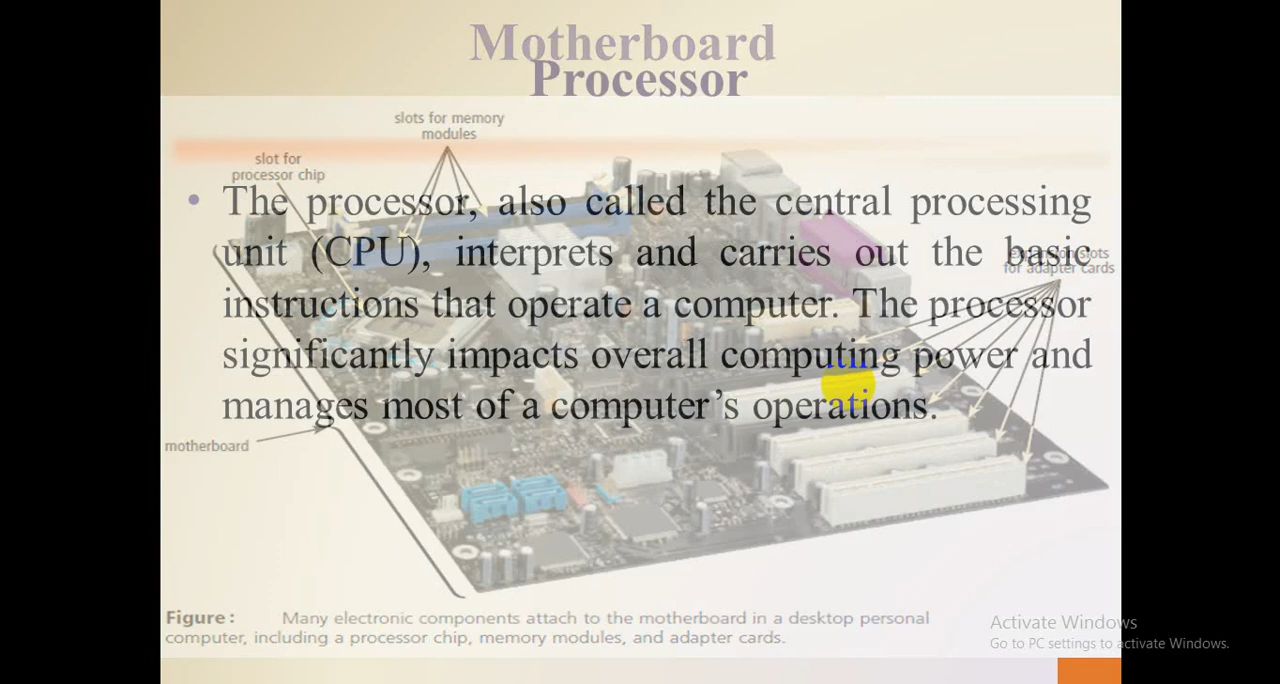 Motherboard
Processor
slots for memory
modules
slot for
processor chip
• The processor, also called the central processing
unit (CPU), interprets and carries out the basic
instructions that operate a computer. The processor
significantly impacts overall computing power and
manages most of a computer’s operations.
expansion slots
for adapter cards
motherboard
Figure: Many electronic components attach to the motherboard in a desktop personal
computer, including a processor chip, memory modules, and adapter cards.
Activate Windows
Go to PC settings to activate Windows.